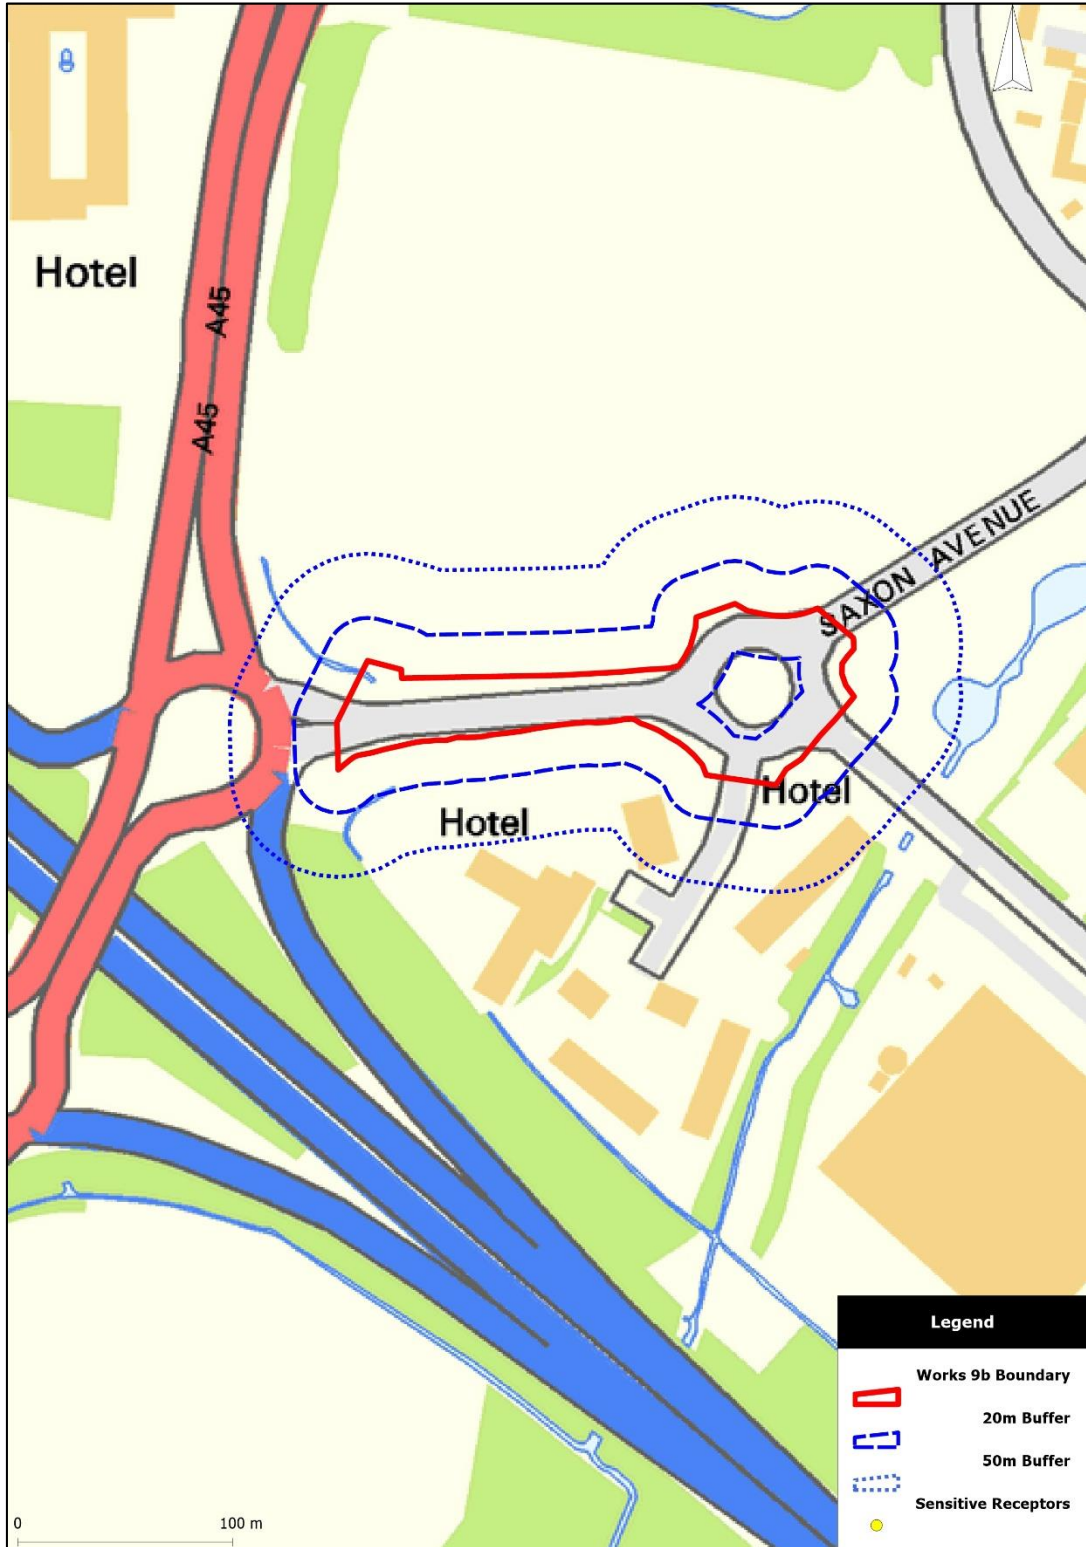 Hotel
A45
A45
SAXON AVENUE
Hotel
Hotel
Legend
Works 9b Boundary
20m Buffer
50m Buffer
Sensitive Receptors
0 100 m